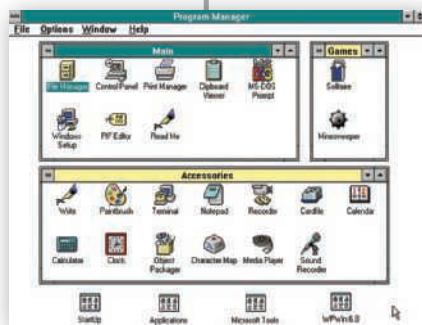 Program Manager
File Options Window Help
Main
File Manager Control Panel Print Manager Clipboard Viewer MS-DOS Prompt
Windows Setup PIF Editor Read Me
Games
Solitaire
Minesweeper
Accessories
Write Paintbrush Terminal Notepad Recorder Cardfile Calendar
Calculator Clock Object Packager Character Map Media Player Sound Recorder
StartUp Applications Microsoft Tools WPWin 6.0